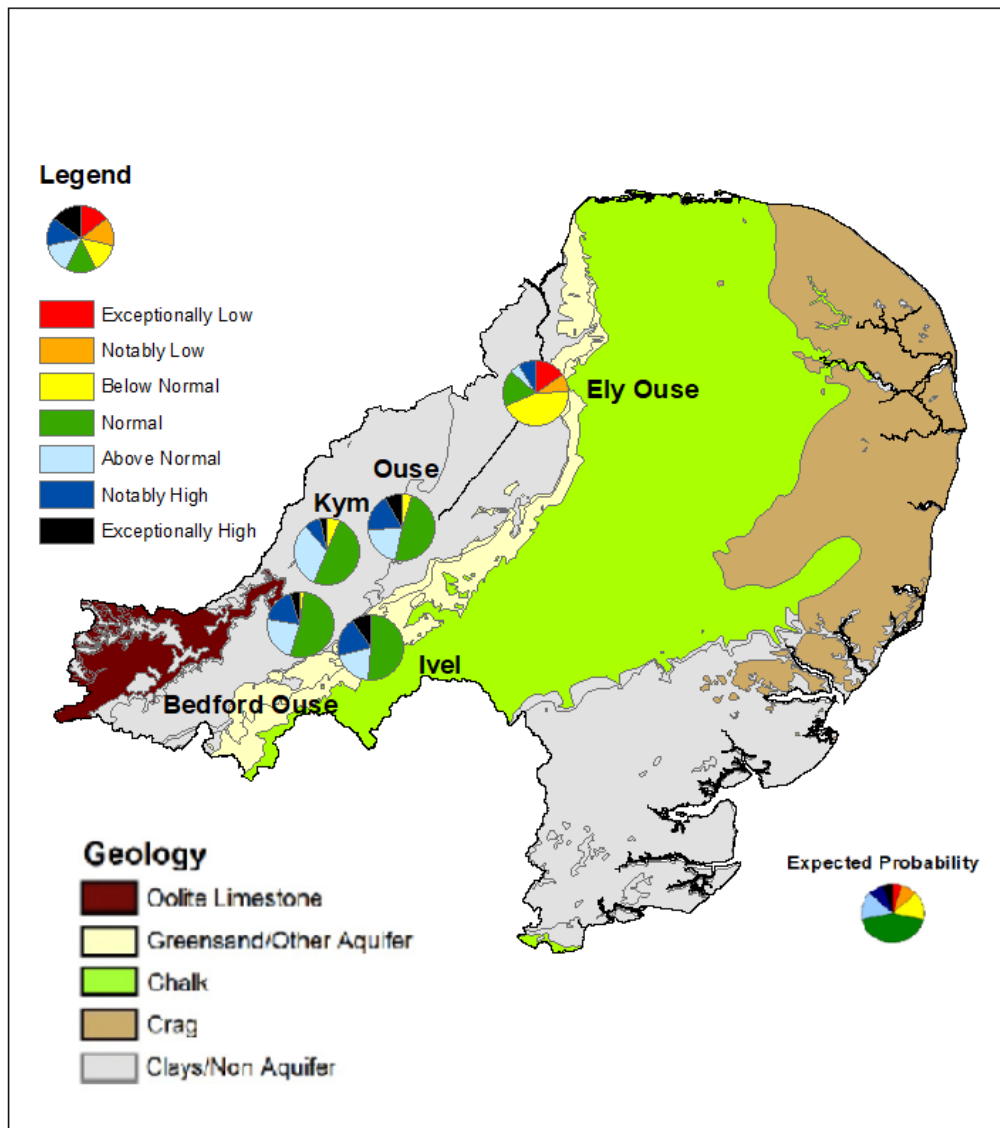 Legend
Exceptionally Low
Notably Low
Below Normal
Normal
Above Normal
Notably High
Exceptionally High
Ely Ouse
Ouse
Kym
Ivel
Bedford Ouse
Geology
Oolite Limestone
Greensand/Other Aquifer
Chalk
Crag
Clays/Non Aquifer
Expected Probability